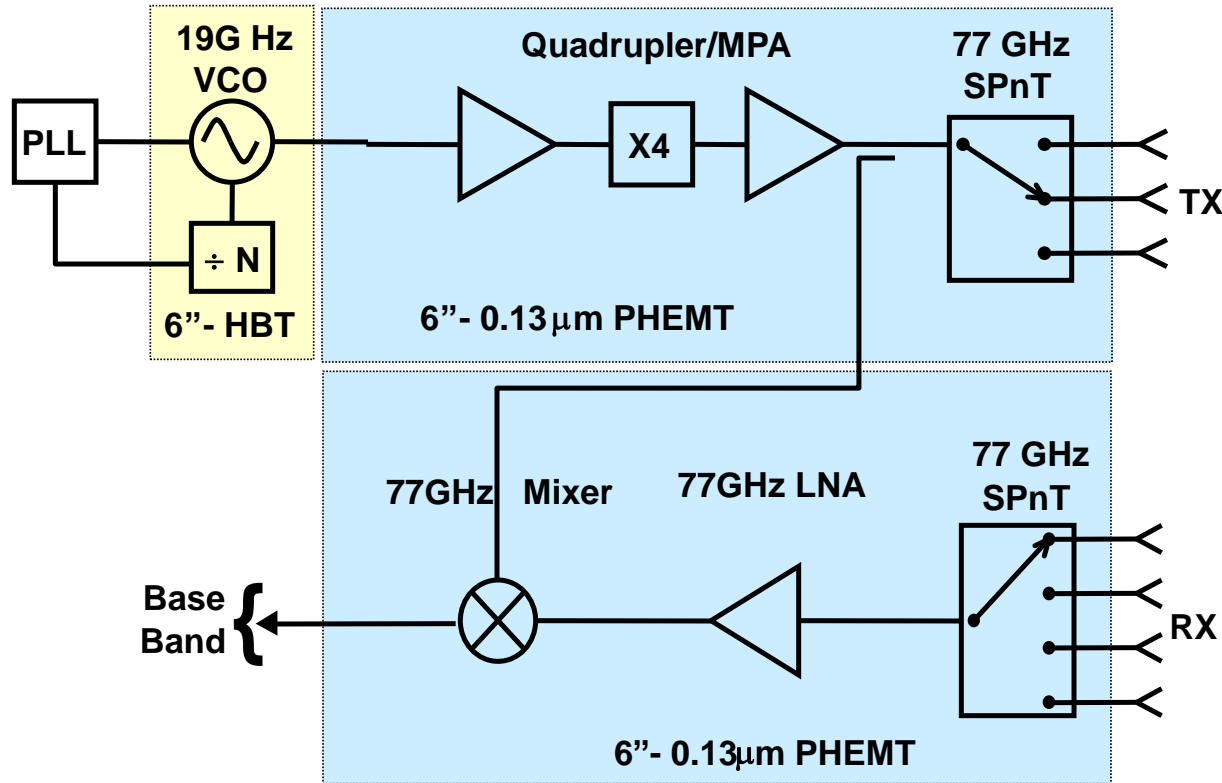 19G Hz
VCO
Quadrupler/MPA
77 GHz
SPnT
PLL
X4
TX
÷ N
6”- HBT
6”- 0.13µm PHEMT
77GHz Mixer
77GHz LNA
77 GHz
SPnT
Base
Band
{
RX
6”- 0.13µm PHEMT